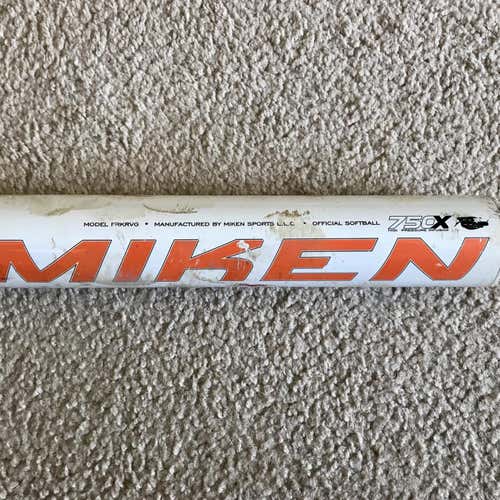 MODEL FRKRVG • MANUFACTURED BY MIKEN SPORTS L.L.C. • OFFICIAL SOFTBALL 750X
MIKEN